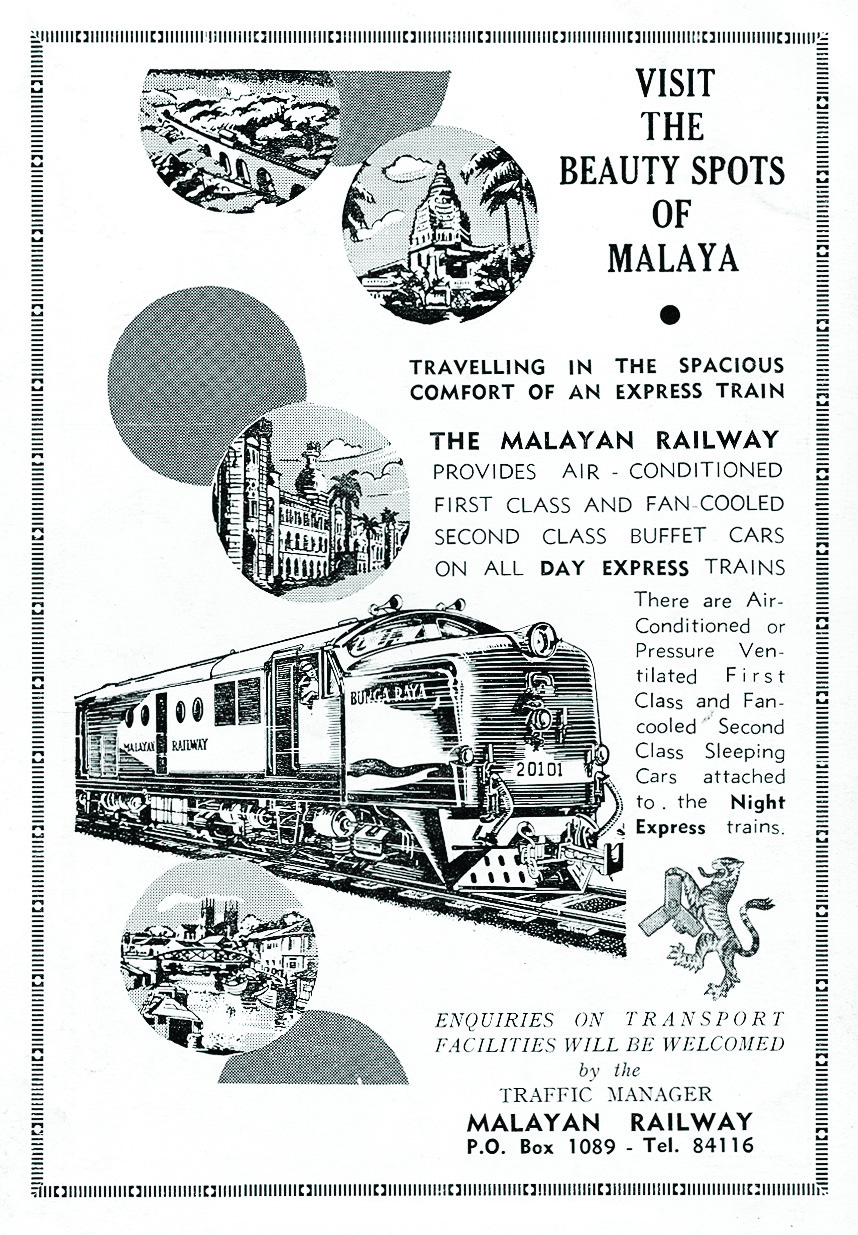 VISIT
THE
BEAUTY SPOTS
OF
MALAYA
TRAVELLING IN THE SPACIOUS
COMFORT OF AN EXPRESS TRAIN
THE MALAYAN RAILWAY
PROVIDES AIR - CONDITIONED
FIRST CLASS AND FAN-COOLED
SECOND CLASS BUFFET CARS
ON ALL DAY EXPRESS TRAINS
There are Air-
Conditioned or
Pressure Ven-
tilated First
Class and Fan-
cooled Second
Class Sleeping
Cars attached
to . the Night
Express trains.
BUNGA RAYA
MALAYAN RAILWAY
20101
ENQUIRIES ON TRANSPORT
FACILITIES WILL BE WELCOMED
by the
TRAFFIC MANAGER
MALAYAN RAILWAY
P.O. Box 1089 - Tel. 84116